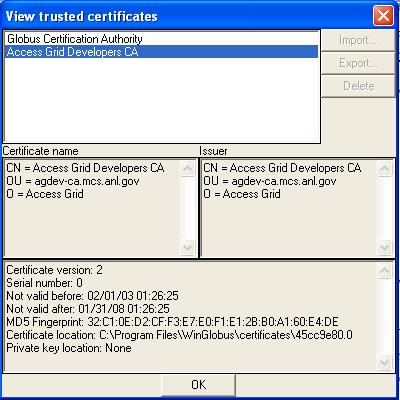 View trusted certificates
Globus Certification Authority
Access Grid Developers CA
Import...
Export...
Delete
Certificate name
Issuer
CN = Access Grid Developers CA
OU = agdev-ca.mcs.anl.gov
O = Access Grid
CN = Access Grid Developers CA
OU = agdev-ca.mcs.anl.gov
O = Access Grid
Certificate version: 2
Serial number: 0
Not valid before: 02/01/03 01:26:25
Not valid after: 01/31/08 01:26:25
MD5 Fingerprint: 32:C1:0E:D2:CF:F3:E7:E0:F1:E1:2B:B0:A1:60:E4:DE
Certificate location: C:\Program Files\WinGlobus\certificates\45cc9e80.0
Private key location: None
OK